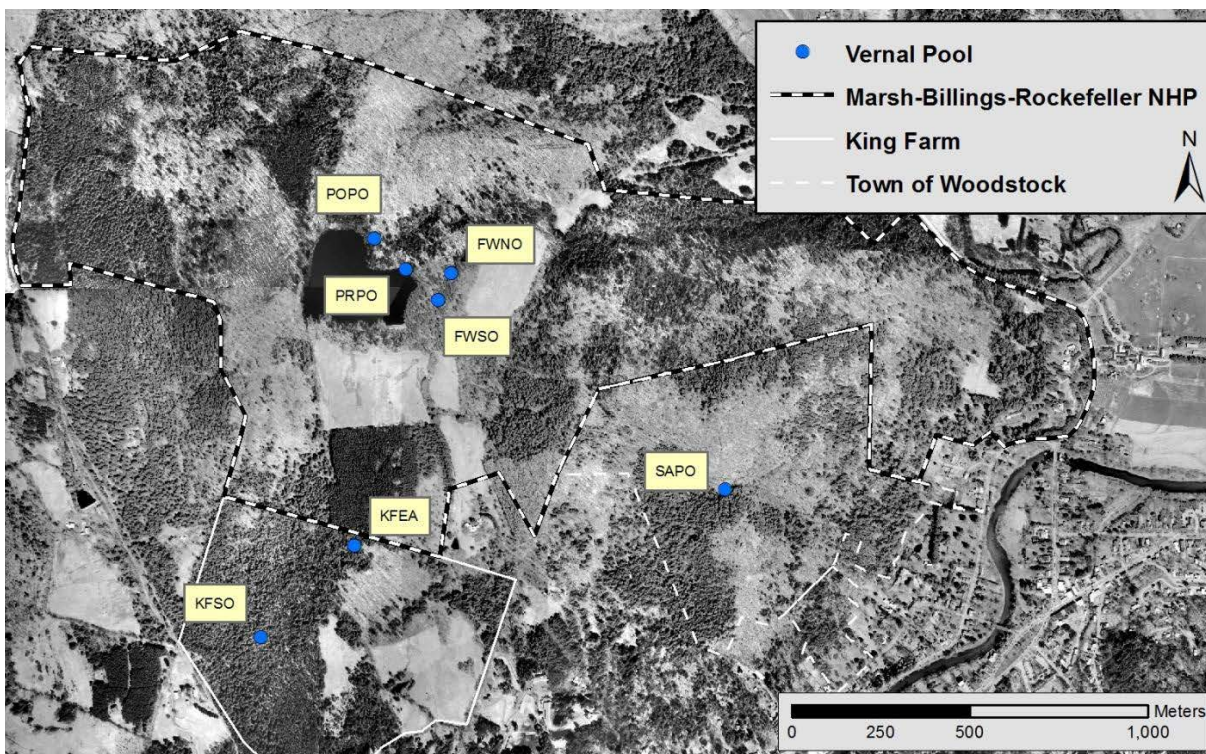 Vernal Pool
Marsh-Billings-Rockefeller NHP
King Farm
Town of Woodstock
N
POPO
FWNO
PRPO
FWSO
SAPO
KFEA
KFSO
Meters
0 250 500 1,000